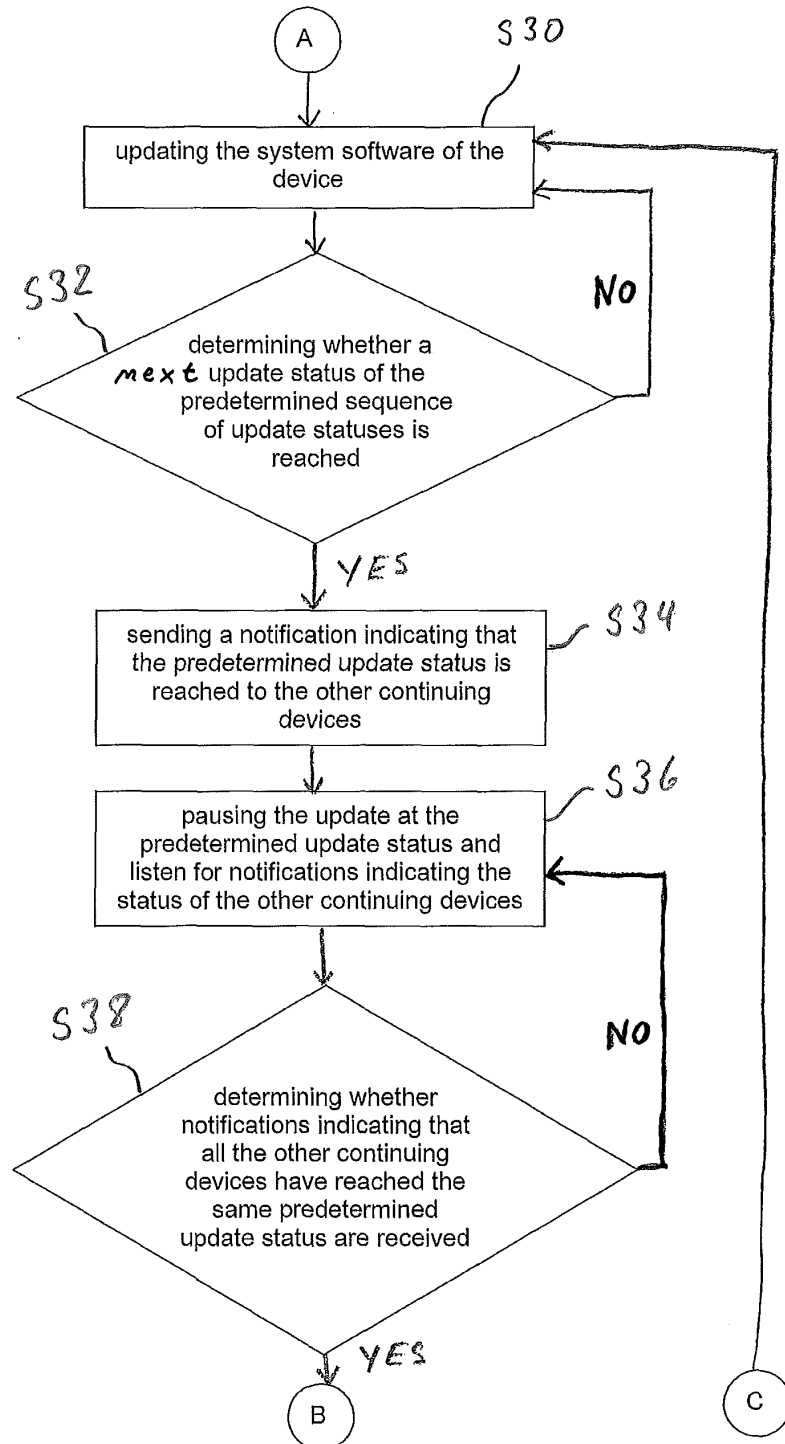 A
S30
updating the system software of the
device
S32
NO
determining whether a
next update status of the
predetermined sequence
of update statuses is
reached
YES
S34
sending a notification indicating that
the predetermined update status is
reached to the other continuing
devices
S36
pausing the update at the
predetermined update status and
listen for notifications indicating the
status of the other continuing devices
S38
NO
determining whether
notifications indicating that
all the other continuing
devices have reached the
same predetermined
update status are received
YES
B
C